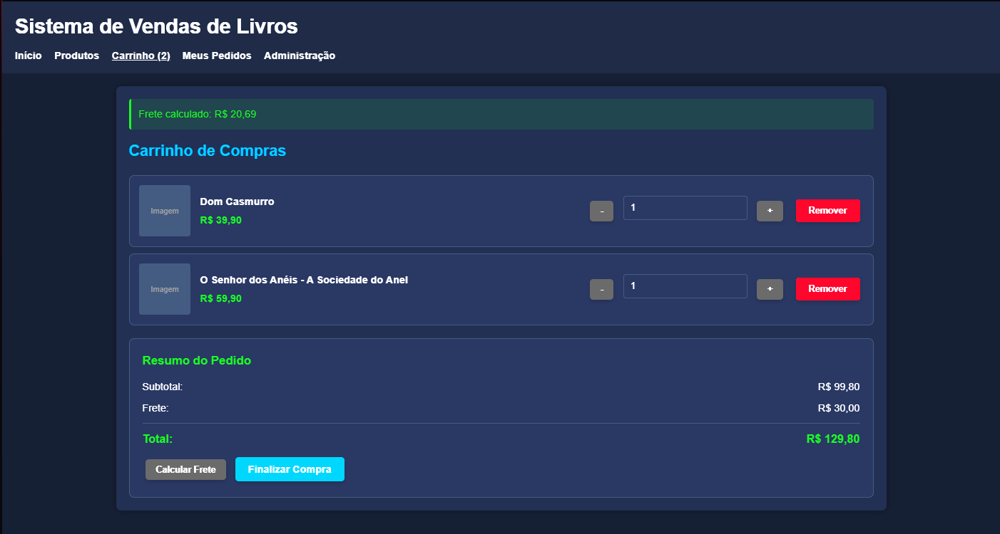 Sistema de Vendas de Livros
Início Produtos Carrinho (2) Meus Pedidos Administração
Frete calculado: R$ 20,69
Carrinho de Compras
Imagem
Dom Casmurro
R$ 39,90
- 1 + Remover
Imagem
O Senhor dos Anéis - A Sociedade do Anel
R$ 59,90
- 1 + Remover
Resumo do Pedido
Subtotal: R$ 99,80
Frete: R$ 30,00
Total: R$ 129,80
Calcular Frete Finalizar Compra